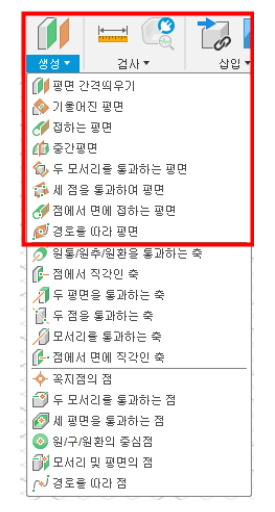 생성 ▼ 검사 ▼ 삽입 ▼
평면 간격띄우기
기울어진 평면
접하는 평면
중간평면
두 모서리를 통과하는 평면
세 점을 통과하여 평면
점에서 면에 접하는 평면
경로를 따라 평면
원통/원추/원환을 통과하는 축
점에서 직각인 축
두 평면을 통과하는 축
두 점을 통과하는 축
모서리를 통과하는 축
점에서 면에 직각인 축
꼭지점의 점
두 모서리를 통과하는 점
세 평면을 통과하는 점
원/구/원환의 중심점
모서리 및 평면의 점
경로를 따라 점